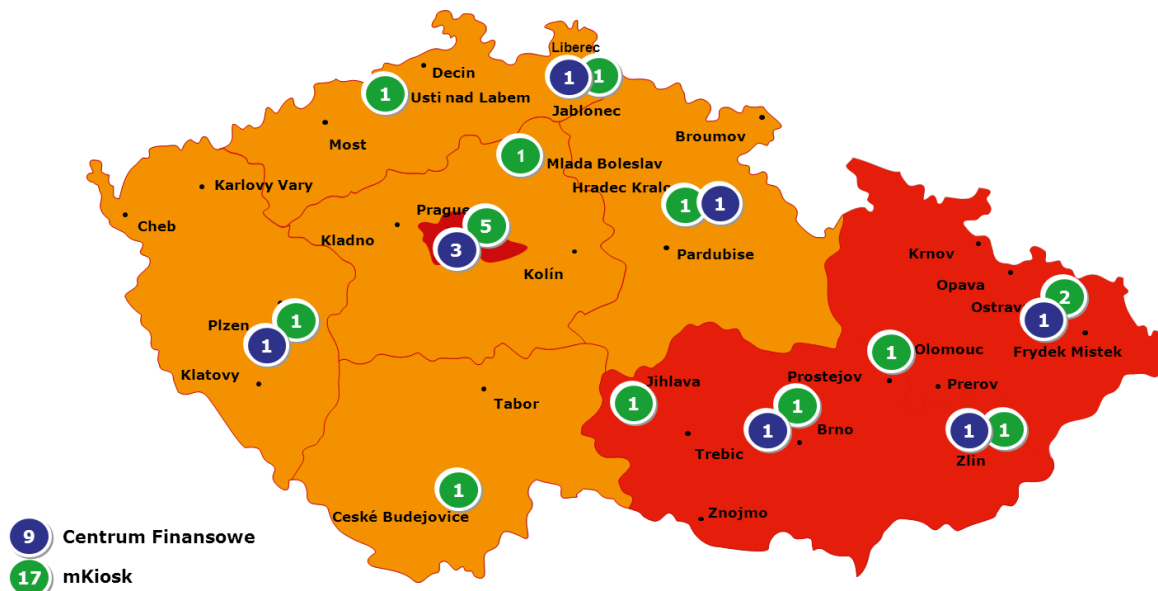 Liberec
Decin
1
1
1
Usti nad Labem
Jablonec
Broumov
Most
1
Mlada Boleslav
Karlovy Vary
Hradec Kralo
1
1
Prague
5
Cheb
Kladno
3
Kolín
Pardubise
Krnov
Opava
2
Ostrav
1
Plzen
1
1
Frydek Mistek
1
Olomouc
Klatovy
Jihlava
Prostejov
Prerov
Tabor
1
1
1
Brno
1
1
Trebic
Zlin
1
České Budejovice
Znojmo
9 Centrum Finansowe
17 mKiosk